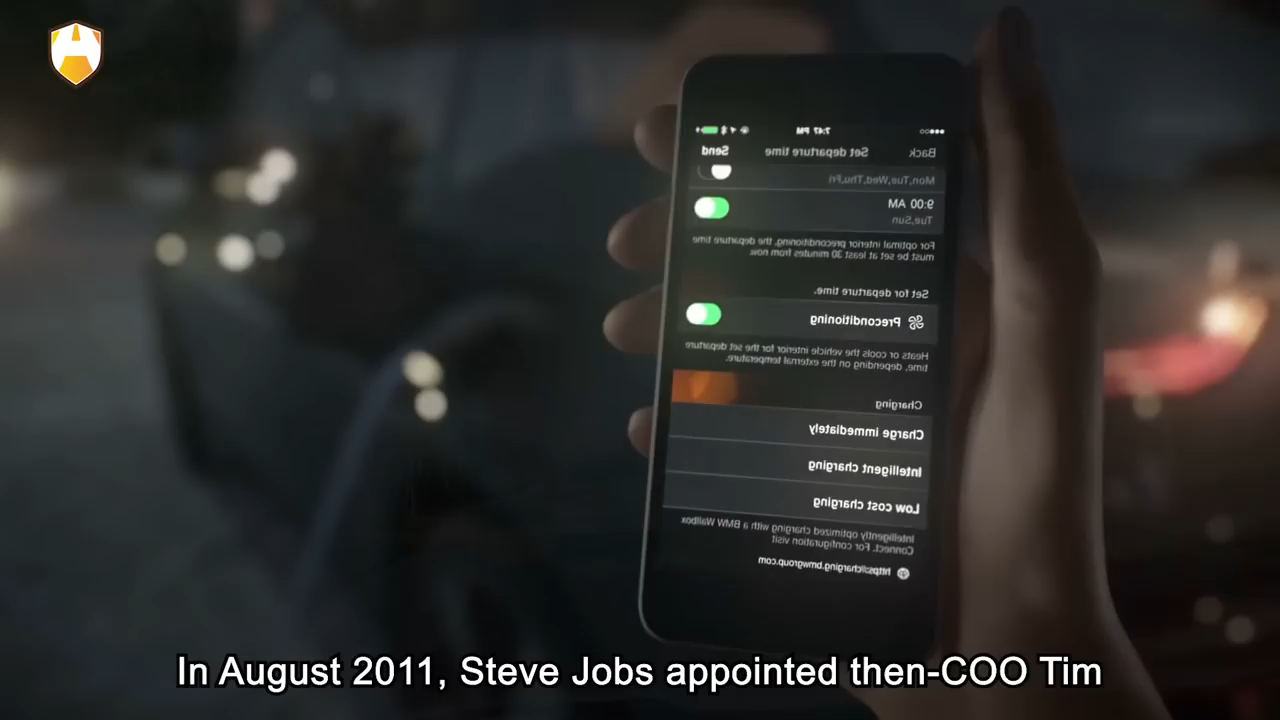 7:47 PM
Back Set departure time Send
Mon,Tue,Wed,Thu,Fri
9:00 AM
Tue,Sun,
For optimal interior preconditioning, the departure time
must be set at least 30 minutes from now.
Set for departure time.
Preconditioning
Heats or cools the vehicle interior for the set departure
time, depending on the external temperature.
Charging
Charge immediately
Intelligent charging
Low cost charging
Intelligently optimized charging with a BMW Wallbox
Connect. For configuration visit
https://charging.bmwgroup.com
In August 2011, Steve Jobs appointed then-COO Tim